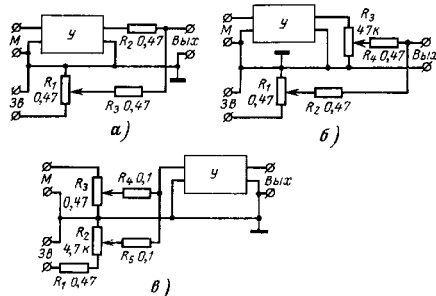 М
У
R₂ 0,47
Вых
R₁
0,47
R₃ 0,47
Зв
а)
М
У
R₃
47к
R₄ 0,47
Вых
R₁
0,47
R₂ 0,47
Зв
б)
М
R₃
0,47
R₄ 0,1
У
Вых
R₂
4,7к
R₅ 0,1
Зв
R₁ 0,47
в)